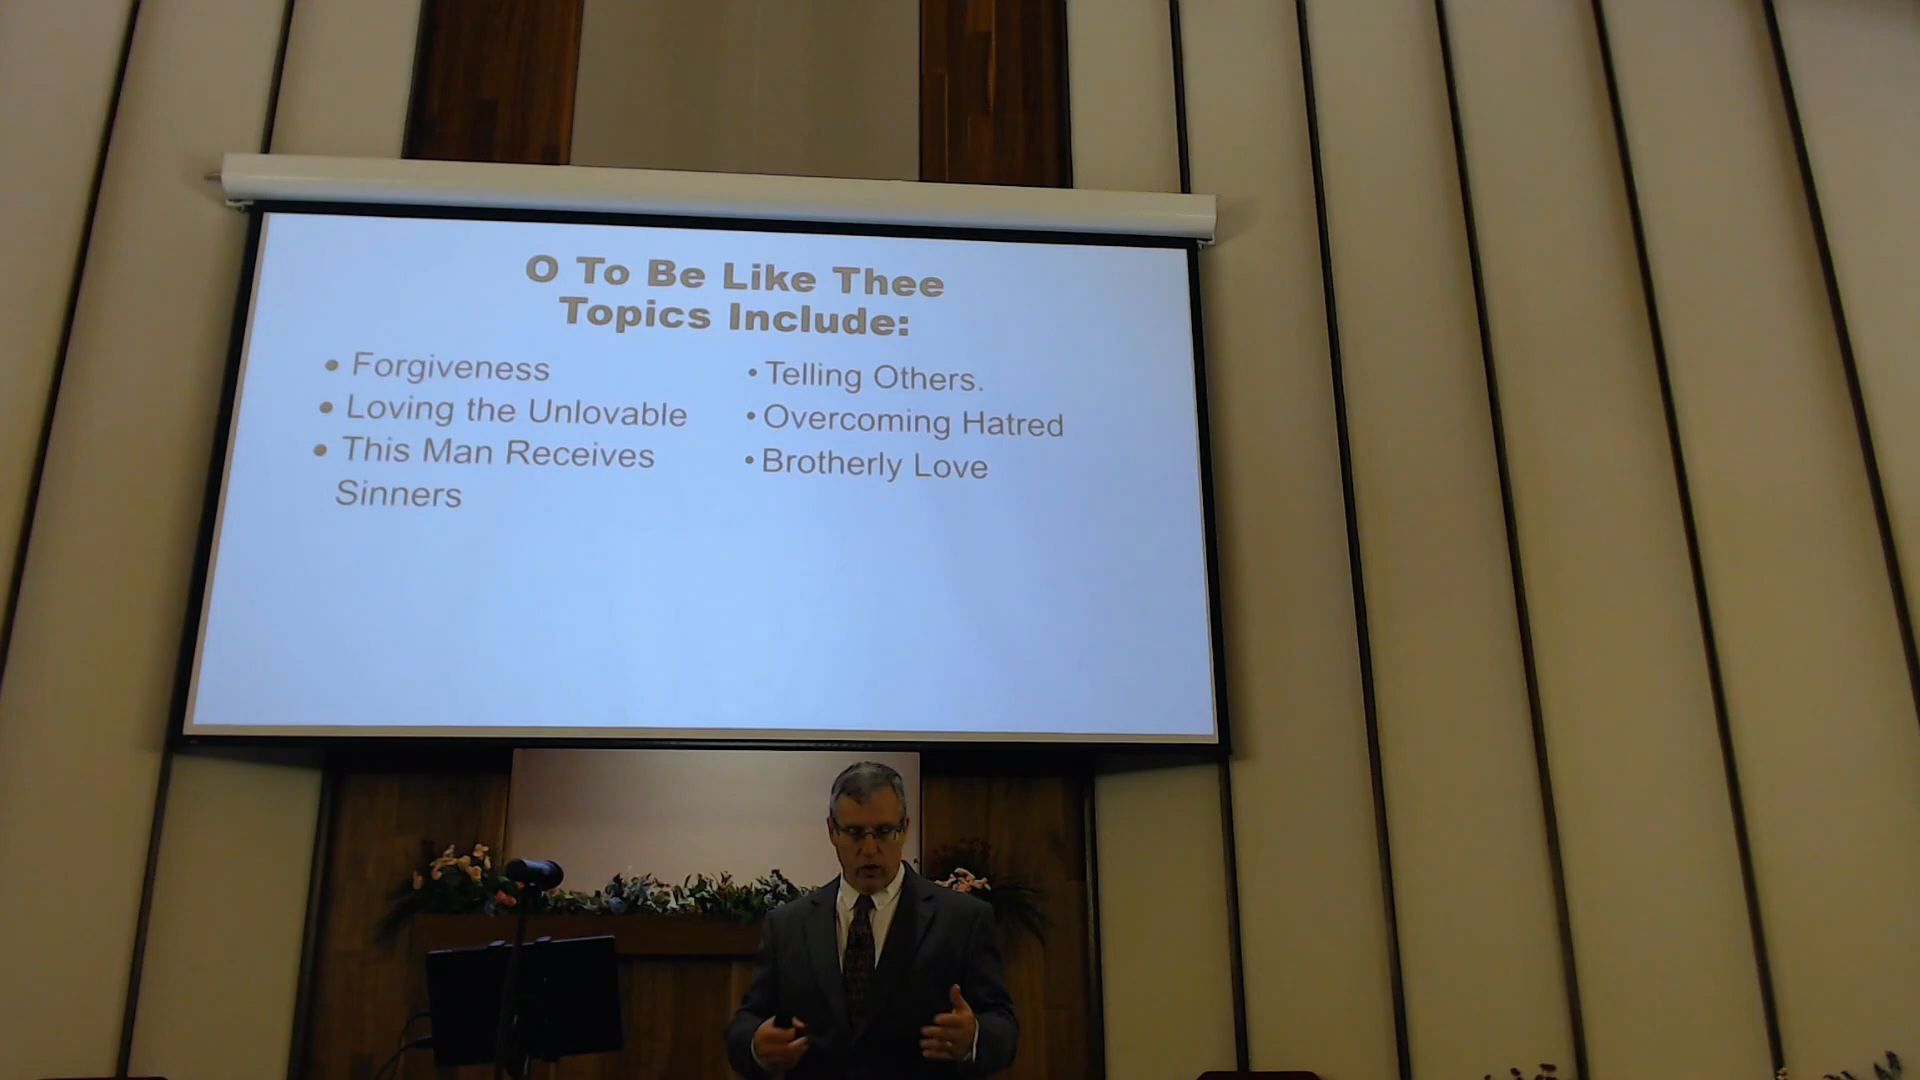 O To Be Like Thee
Topics Include:
• Forgiveness
• Loving the Unlovable
• This Man Receives
Sinners
• Telling Others.
• Overcoming Hatred
• Brotherly Love